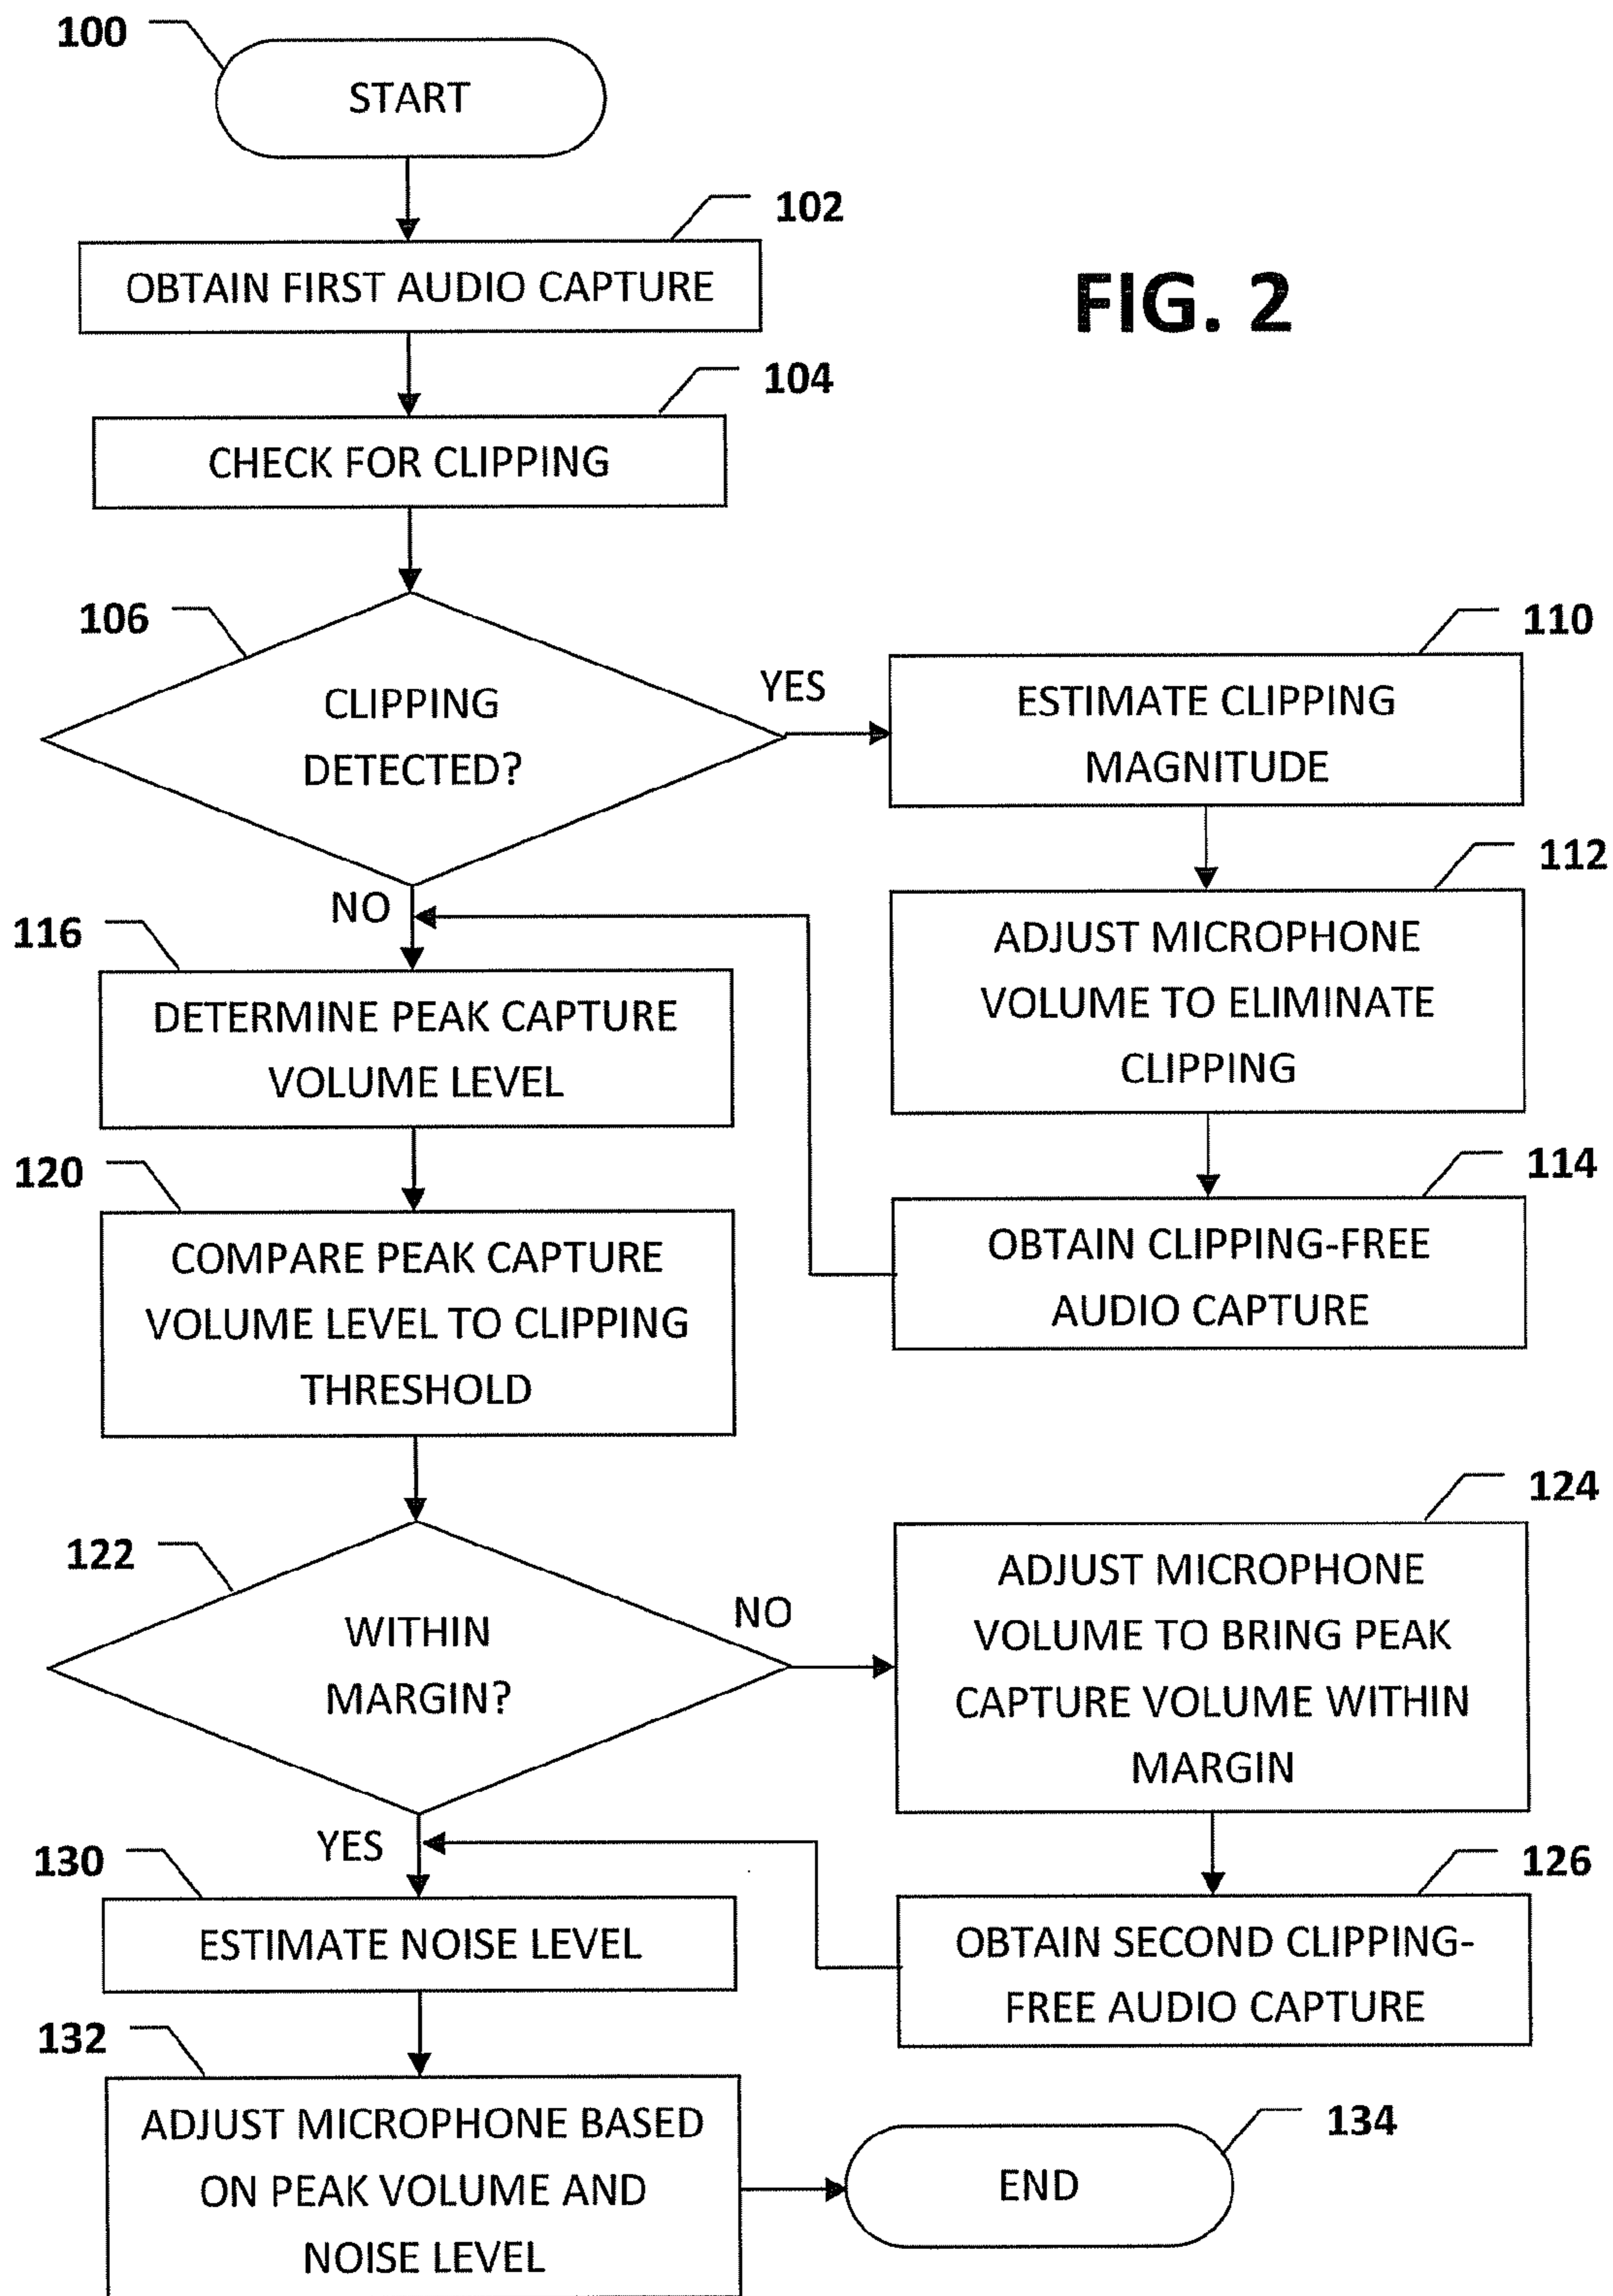 100
START
102
OBTAIN FIRST AUDIO CAPTURE
FIG. 2
104
CHECK FOR CLIPPING
106
CLIPPING
DETECTED?
YES
110
ESTIMATE CLIPPING
MAGNITUDE
112
ADJUST MICROPHONE
VOLUME TO ELIMINATE
CLIPPING
114
OBTAIN CLIPPING-FREE
AUDIO CAPTURE
NO
116
DETERMINE PEAK CAPTURE
VOLUME LEVEL
120
COMPARE PEAK CAPTURE
VOLUME LEVEL TO CLIPPING
THRESHOLD
122
WITHIN
MARGIN?
NO
124
ADJUST MICROPHONE
VOLUME TO BRING PEAK
CAPTURE VOLUME WITHIN
MARGIN
126
OBTAIN SECOND CLIPPING-
FREE AUDIO CAPTURE
YES
130
ESTIMATE NOISE LEVEL
132
ADJUST MICROPHONE BASED
ON PEAK VOLUME AND
NOISE LEVEL
134
END